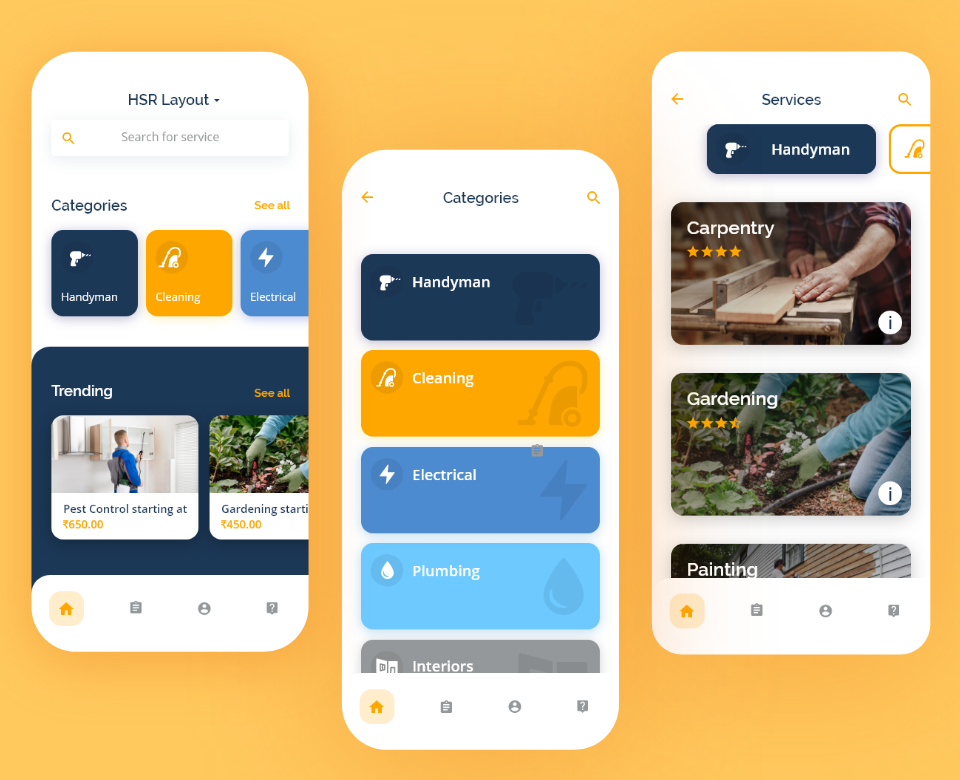 HSR Layout
Search for service
Categories
See all
Handyman
Cleaning
Electrical
Trending
See all
Pest Control starting at
₹650.00
Gardening starti
₹450.00
Categories
Handyman
Cleaning
Electrical
Plumbing
Interiors
Services
Handyman
Carpentry
i
Gardening
i
Painting